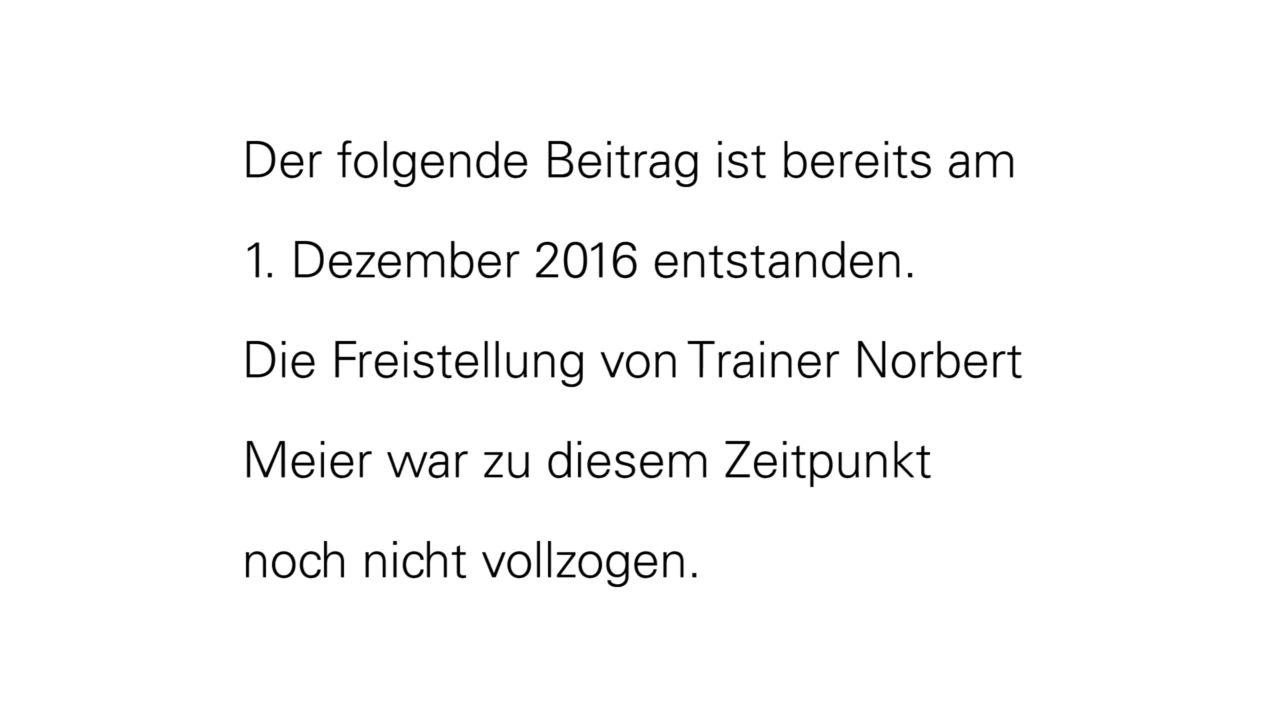 Der folgende Beitrag ist bereits am
1. Dezember 2016 entstanden.
Die Freistellung von Trainer Norbert
Meier war zu diesem Zeitpunkt
noch nicht vollzogen.